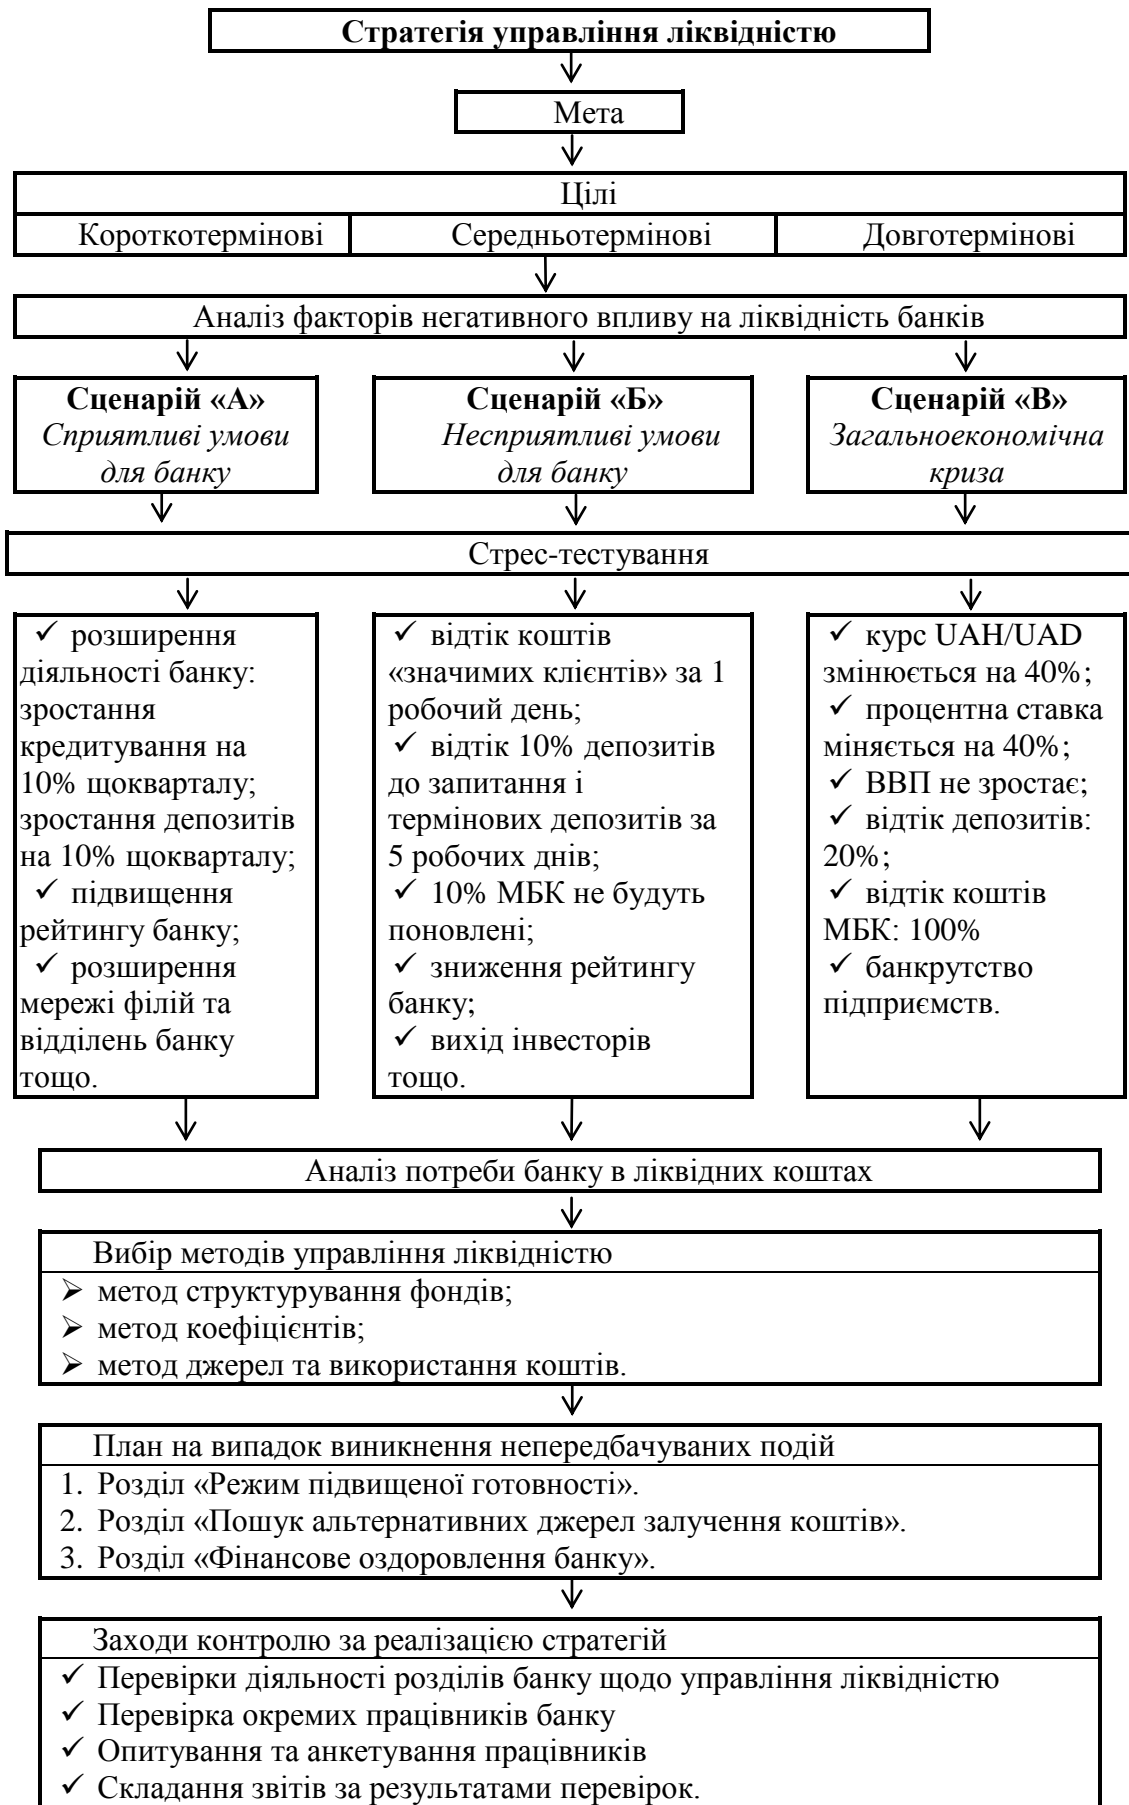 Стратегія управління ліквідністю
Мета
Цілі
Короткотермінові
Середньотермінові
Довготермінові
Аналіз факторів негативного впливу на ліквідність банків
Сценарій «А»
Сприятливі умови
для банку
Сценарій «Б»
Несприятливі умови
для банку
Сценарій «В»
Загальноекономічна
криза
Стрес-тестування
✓ розширення
діяльності банку:
зростання
кредитування на
10% щокварталу;
зростання депозитів
на 10% щокварталу;
✓ підвищення
рейтингу банку;
✓ розширення
мережі філій та
відділень банку
тощо.
✓ відтік коштів
«значимих клієнтів» за 1
робочий день;
✓ відтік 10% депозитів
до запитання і
термінових депозитів за
5 робочих днів;
✓ 10% МБК не будуть
поновлені;
✓ зниження рейтингу
банку;
✓ вихід інвесторів
тощо.
✓ курс UAH/UAD
змінюється на 40%;
✓ процентна ставка
міняється на 40%;
✓ ВВП не зростає;
✓ відтік депозитів:
20%;
✓ відтік коштів
МБК: 100%
✓ банкрутство
підприємств.
Аналіз потреби банку в ліквідних коштах
Вибір методів управління ліквідністю
➢ метод структурування фондів;
➢ метод коефіцієнтів;
➢ метод джерел та використання коштів.
План на випадок виникнення непередбачуваних подій
1. Розділ «Режим підвищеної готовності».
2. Розділ «Пошук альтернативних джерел залучення коштів».
3. Розділ «Фінансове оздоровлення банку».
Заходи контролю за реалізацією стратегій
✓ Перевірки діяльності розділів банку щодо управління ліквідністю
✓ Перевірка окремих працівників банку
✓ Опитування та анкетування працівників
✓ Складання звітів за результатами перевірок.